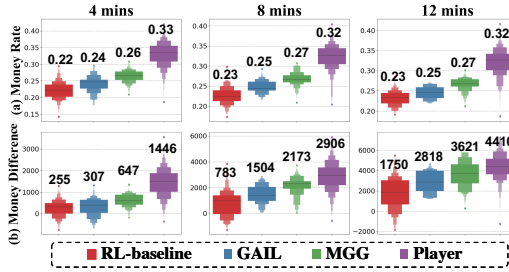 4 mins 8 mins 12 mins
(a) Money Rate
0.40
0.35
0.30
0.25
0.20
0.15
0.22 0.24 0.26 0.33
0.40
0.35
0.30
0.25
0.20
0.23 0.25 0.27 0.32
0.40
0.35
0.30
0.25
0.20
0.23 0.25 0.27 0.32
(b) Money Difference
3000
2000
1000
0
255 307 647 1446
6000
4000
2000
0
783 1504 2173 2906
6000
4000
2000
0
−2000
1750 2818 3621 4410
RL-baseline GAIL MGG Player